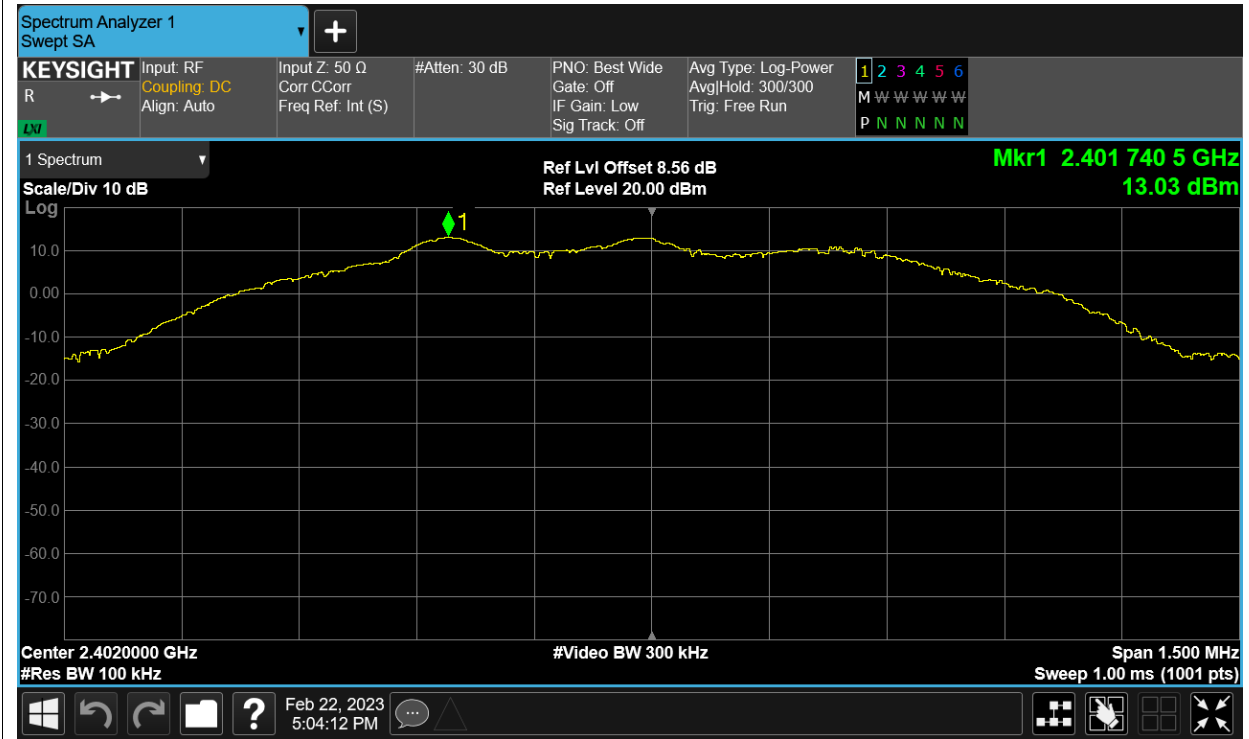 Spectrum Analyzer 1
Swept SA
KEYSIGHT
R
LXI
Input: RF
Coupling: DC
Align: Auto
Input Z: 50 Ω
Corr CCorr
Freq Ref: Int (S)
#Atten: 30 dB
PNO: Best Wide
Gate: Off
IF Gain: Low
Sig Track: Off
Avg Type: Log-Power
Avg|Hold: 300/300
Trig: Free Run
1 2 3 4 5 6
M W W W W W
P N N N N N
1 Spectrum
Scale/Div 10 dB
Ref Lvl Offset 8.56 dB
Ref Level 20.00 dBm
Mkr1 2.401 740 5 GHz
13.03 dBm
Log
1
10.0
0.00
-10.0
-20.0
-30.0
-40.0
-50.0
-60.0
-70.0
Center 2.4020000 GHz
#Video BW 300 kHz
Span 1.500 MHz
#Res BW 100 kHz
Sweep 1.00 ms (1001 pts)
?
Feb 22, 2023
5:04:12 PM